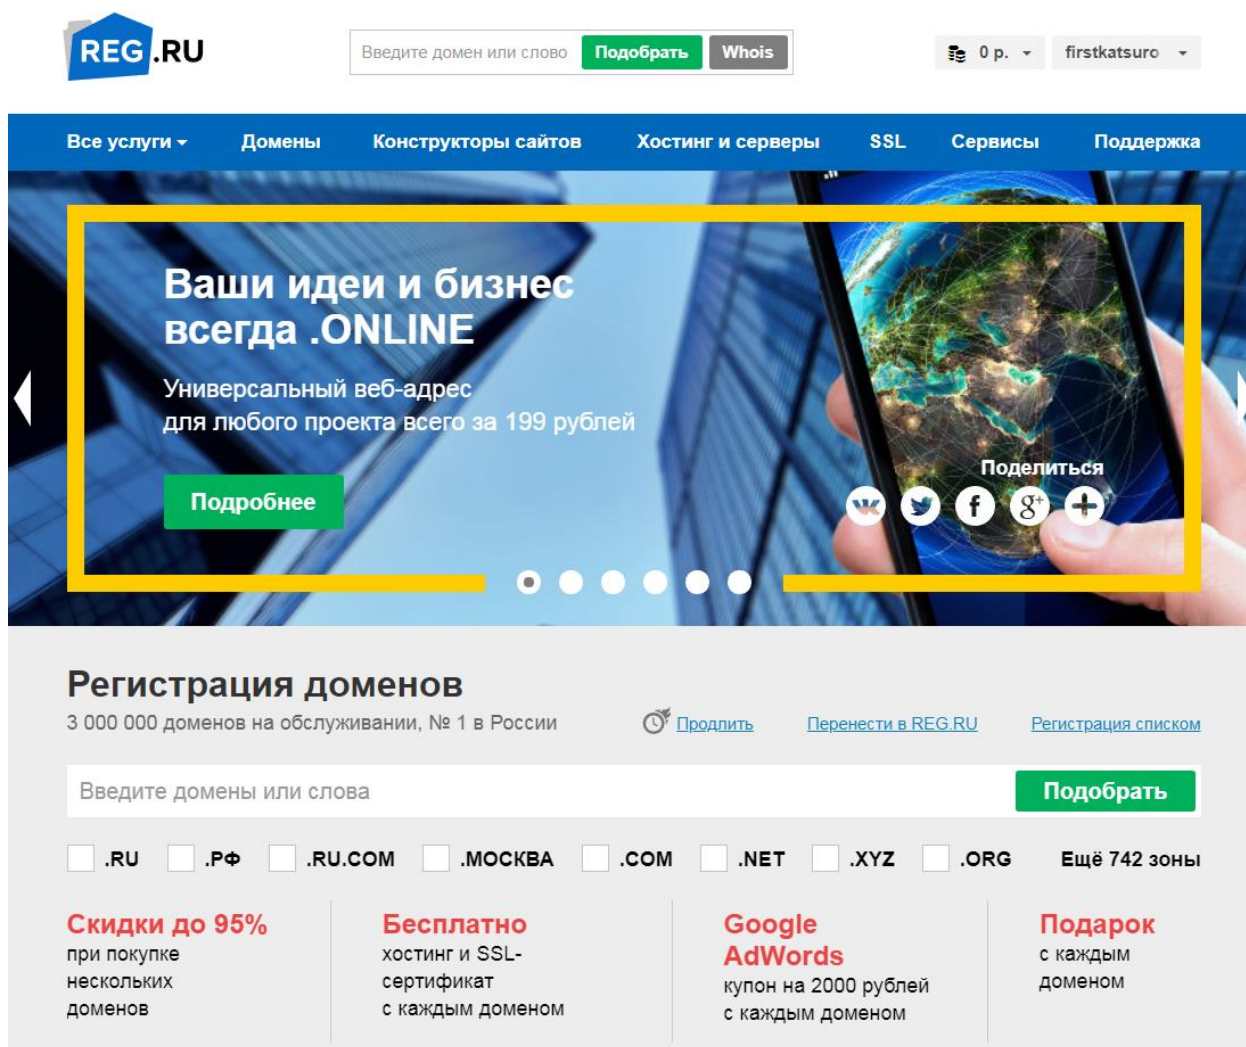 REG.RU
Введите домен или слово Подобрать Whois
0 р. firstkatsuro
Все услуги Домены Конструкторы сайтов Хостинг и серверы SSL Сервисы Поддержка
Ваши идеи и бизнес
всегда .ONLINE
Универсальный веб-адрес
для любого проекта всего за 199 рублей
Подробнее
Поделиться
Регистрация доменов
3 000 000 доменов на обслуживании, № 1 в России
Продлить Перенести в REG.RU Регистрация списком
Введите домены или слова Подобрать
.RU .РФ .RU.COM .МОСКВА .COM .NET .XYZ .ORG Ещё 742 зоны
Скидки до 95%
при покупке
нескольких
доменов
Бесплатно
хостинг и SSL-
сертификат
с каждым доменом
Google
AdWords
купон на 2000 рублей
с каждым доменом
Подарок
с каждым
доменом